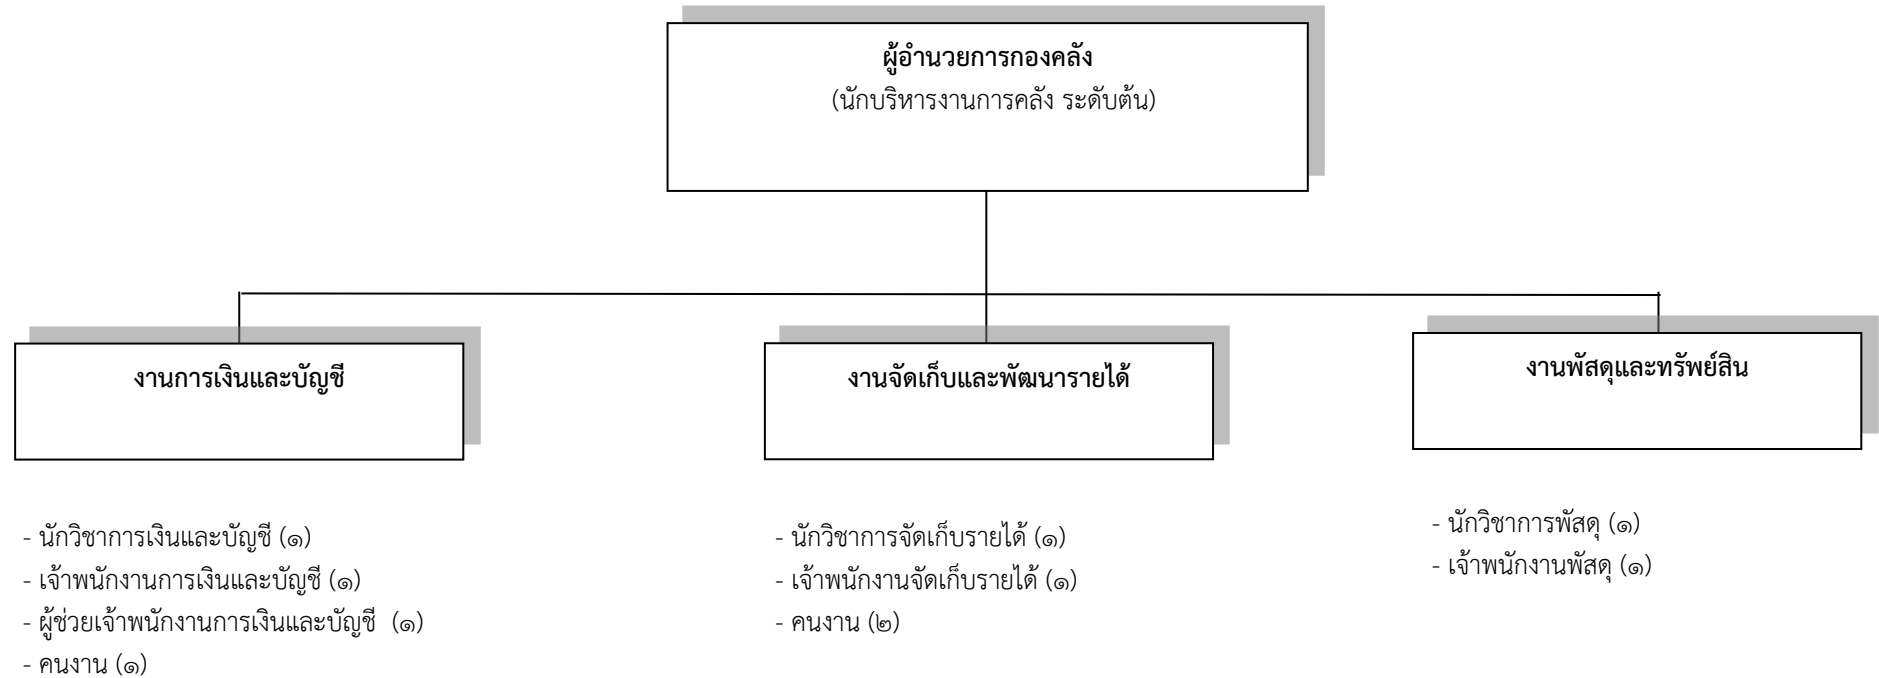 ผู้อำนวยการกองคลัง
(นักบริหารงานการคลัง ระดับต้น)
งานการเงินและบัญชี
- นักวิชาการเงินและบัญชี (๑)
- เจ้าพนักงานการเงินและบัญชี (๑)
- ผู้ช่วยเจ้าพนักงานการเงินและบัญชี (๑)
- คนงาน (๑)
งานจัดเก็บและพัฒนารายได้
- นักวิชาการจัดเก็บรายได้ (๑)
- เจ้าพนักงานจัดเก็บรายได้ (๑)
- คนงาน (๒)
งานพัสดุและทรัพย์สิน
- นักวิชาการพัสดุ (๑)
- เจ้าพนักงานพัสดุ (๑)